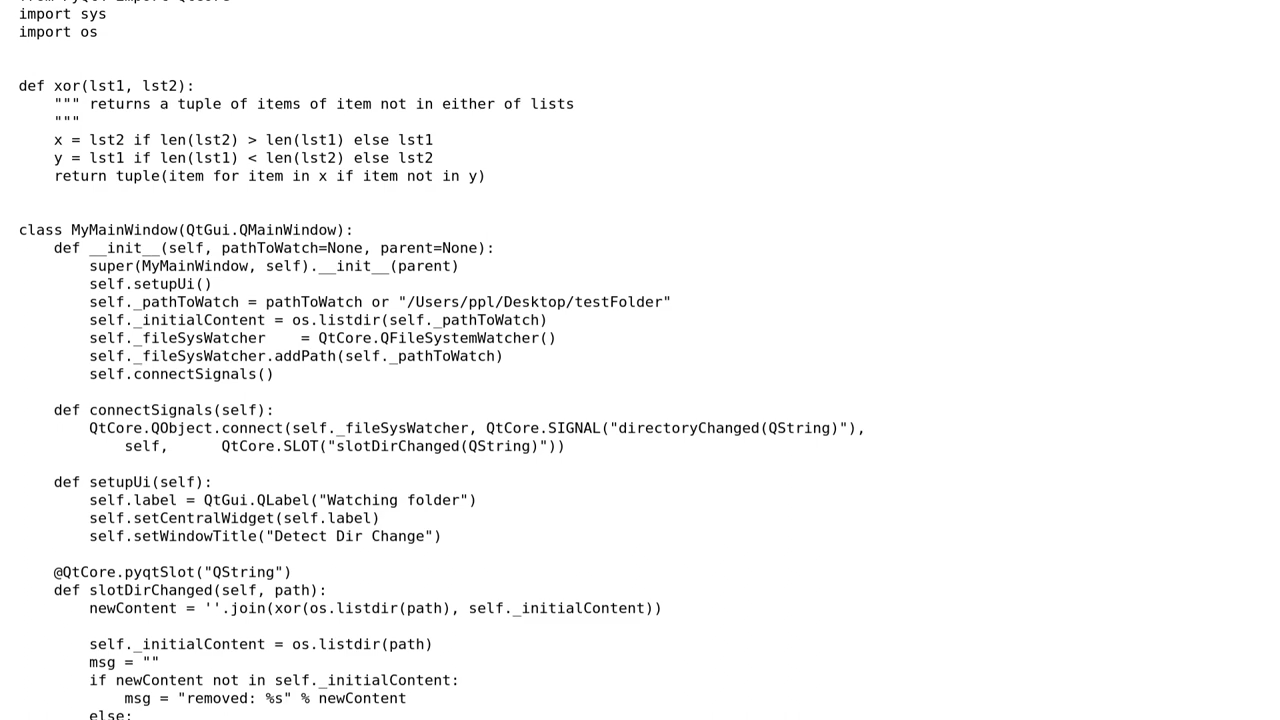 import sys
import os
def xor(lst1, lst2):
    """ returns a tuple of items of item not in either of lists
    """
    x = lst2 if len(lst2) > len(lst1) else lst1
    y = lst1 if len(lst1) < len(lst2) else lst2
    return tuple(item for item in x if item not in y)
class MyMainWindow(QtGui.QMainWindow):
    def __init__(self, pathToWatch=None, parent=None):
        super(MyMainWindow, self).__init__(parent)
        self.setupUi()
        self._pathToWatch = pathToWatch or "/Users/ppl/Desktop/testFolder"
        self._initialContent = os.listdir(self._pathToWatch)
        self._fileSysWatcher    = QtCore.QFileSystemWatcher()
        self._fileSysWatcher.addPath(self._pathToWatch)
        self.connectSignals()
    def connectSignals(self):
        QtCore.QObject.connect(self._fileSysWatcher, QtCore.SIGNAL("directoryChanged(QString)"),
            self,      QtCore.SLOT("slotDirChanged(QString)"))
    def setupUi(self):
        self.label = QtGui.QLabel("Watching folder")
        self.setCentralWidget(self.label)
        self.setWindowTitle("Detect Dir Change")
    @QtCore.pyqtSlot("QString")
    def slotDirChanged(self, path):
        newContent = ''.join(xor(os.listdir(path), self._initialContent))
        self._initialContent = os.listdir(path)
        msg = ""
        if newContent not in self._initialContent:
            msg = "removed: %s" % newContent
        else: